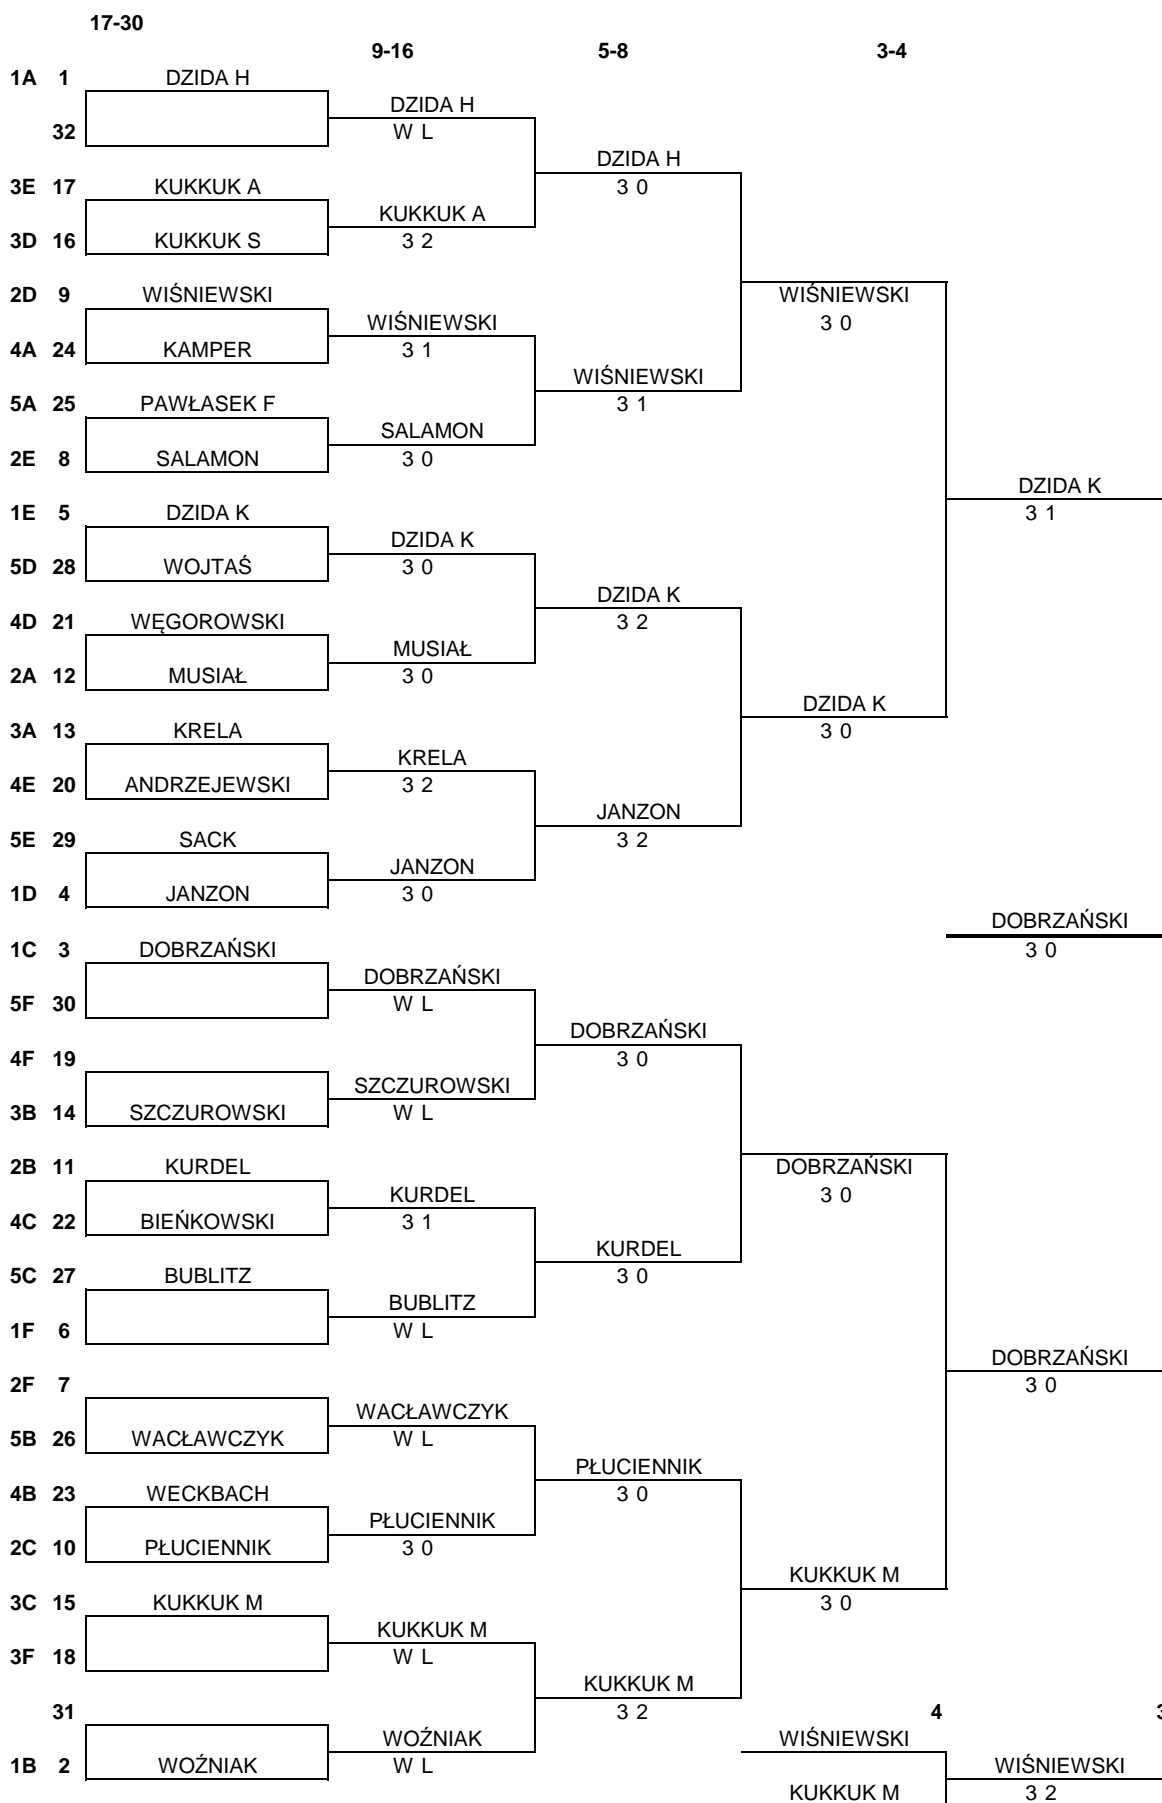 17-30
9-16 5-8 3-4
1A 1 DZIDA H
DZIDA H
32 W L
DZIDA H
3E 17 KUKKUK A 3 0
KUKKUK A
3D 16 KUKKUK S 3 2
2D 9 WIŚNIEWSKI WIŚNIEWSKI
WIŚNIEWSKI 3 0
4A 24 KAMPER 3 1
WIŚNIEWSKI
5A 25 PAWŁASEK F 3 1
SALAMON
2E 8 SALAMON 3 0
DZIDA K
1E 5 DZIDA K 3 1
DZIDA K
5D 28 WOJTAŚ 3 0
DZIDA K
4D 21 WĘGOROWSKI 3 2
MUSIAŁ
2A 12 MUSIAŁ 3 0
DZIDA K
3A 13 KRELA 3 0
KRELA
4E 20 ANDRZEJEWSKI 3 2
JANZON
5E 29 SACK 3 2
JANZON
1D 4 JANZON 3 0
DOBRZAŃSKI
1C 3 DOBRZAŃSKI 3 0
DOBRZAŃSKI
5F 30 W L
DOBRZAŃSKI
4F 19 3 0
SZCZUROWSKI
3B 14 SZCZUROWSKI W L
2B 11 KURDEL DOBRZAŃSKI
KURDEL 3 0
4C 22 BIEŃKOWSKI 3 1
KURDEL
5C 27 BUBLITZ 3 0
BUBLITZ
1F 6 W L
DOBRZAŃSKI
2F 7 3 0
WACŁAWCZYK
5B 26 WACŁAWCZYK W L
PŁUCIENNIK
4B 23 WECKBACH 3 0
PŁUCIENNIK
2C 10 PŁUCIENNIK 3 0
KUKKUK M
3C 15 KUKKUK M 3 0
KUKKUK M
3F 18 W L
KUKKUK M
31 3 2 4
WOŹNIAK WIŚNIEWSKI
1B 2 WOŹNIAK W L WIŚNIEWSKI
KUKKUK M 3 2